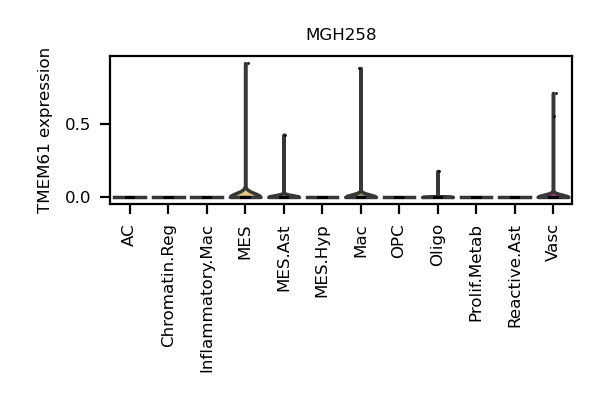 MGH258
TMEM61 expression
0.5
0.0
AC
Chromatin.Reg
Inflammatory.Mac
MES
MES.Ast
MES.Hyp
Mac
OPC
Oligo
Prolif.Metab
Reactive.Ast
Vasc